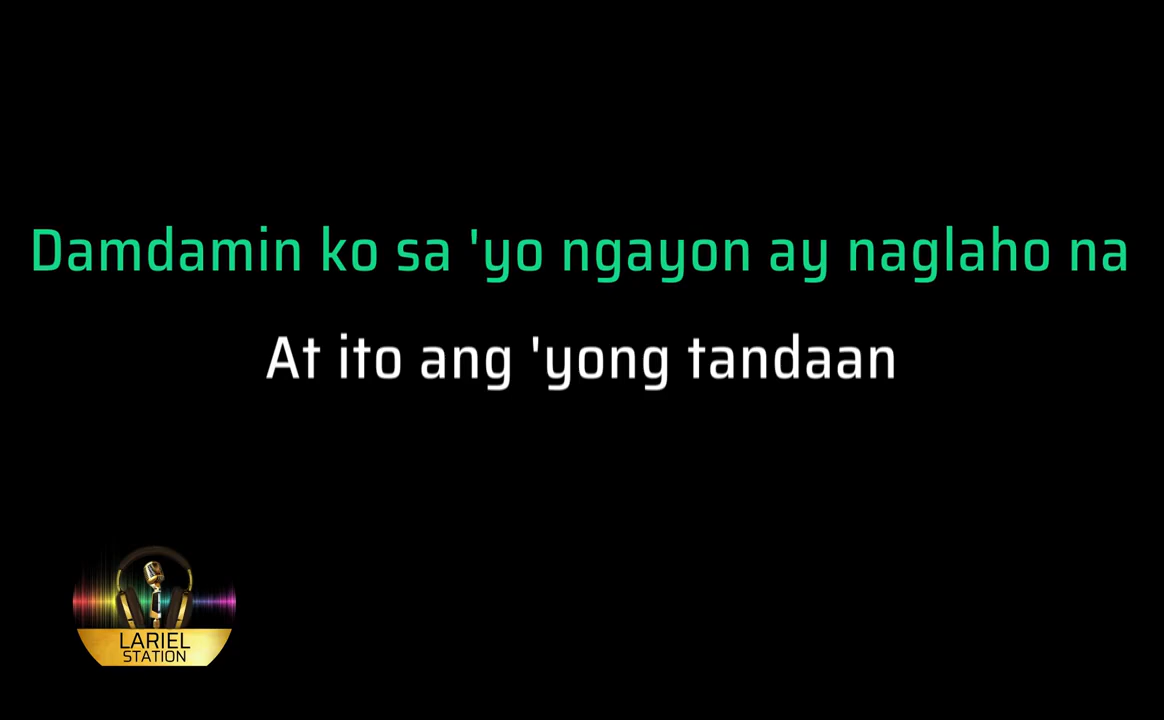 Damdamin ko sa 'yo ngayon ay naglaho na
At ito ang 'yong tandaan
LARIEL
STATION